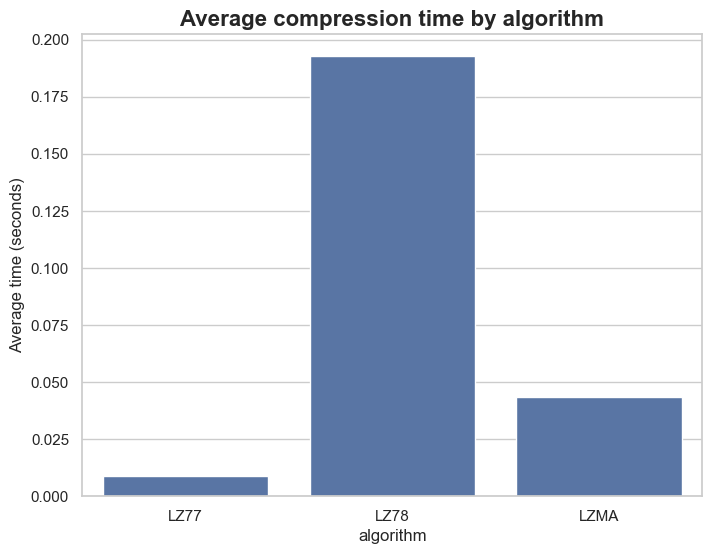 Average compression time by algorithm
0.200
0.175
0.150
0.125
0.100
0.075
0.050
0.025
0.000
Average time (seconds)
LZ77 LZ78 LZMA
algorithm